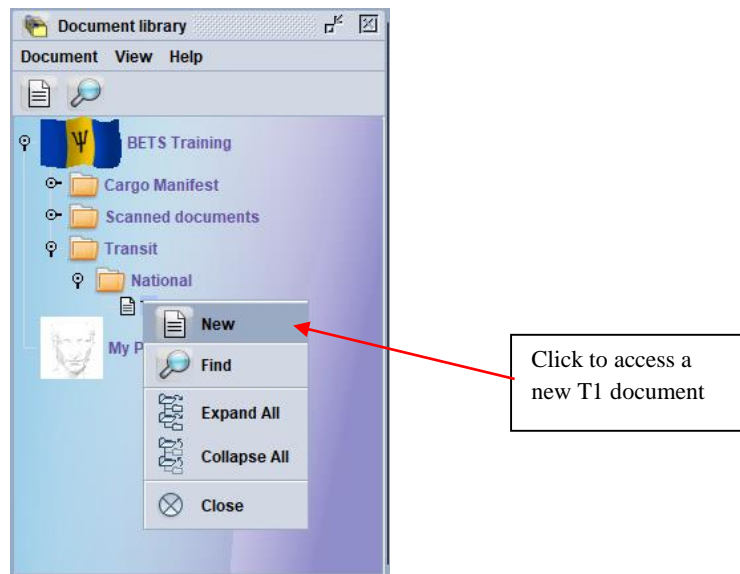 Document library
Document View Help
BETS Training
Cargo Manifest
Scanned documents
Transit
National
T
New
My P
Find
Expand All
Collapse All
Close
Click to access a
new T1 document